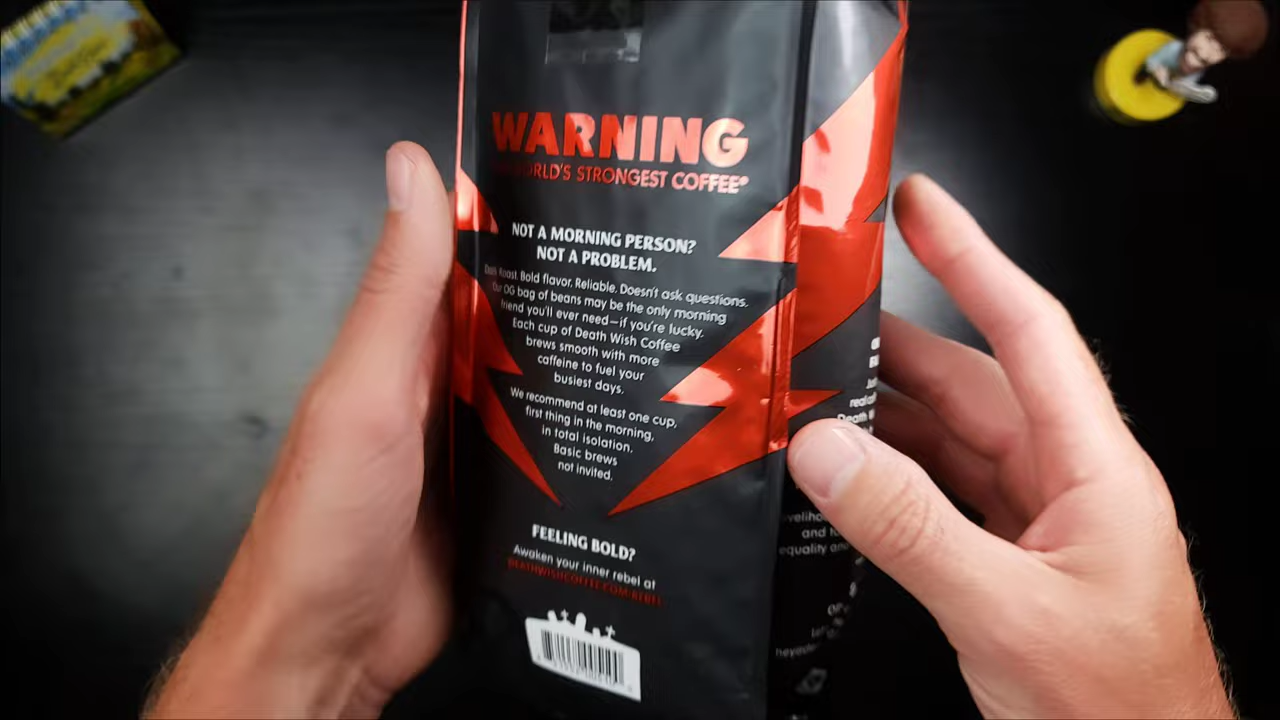 WARNING
WORLD'S STRONGEST COFFEE®
NOT A MORNING PERSON?
NOT A PROBLEM.
Dark Roast. Bold flavor. Reliable. Doesn't ask questions.
Our OG bag of beans may be the only morning
friend you'll ever need—if you're lucky.
Each cup of Death Wish Coffee
brews smooth with more
caffeine to fuel your
busiest days.
We recommend at least one cup,
first thing in the morning,
in total isolation.
Basic brews
not invited.
FEELING BOLD?
Awaken your inner rebel at
DEATHWISHCOFFEE.COM/REBEL
Death W
and
equality and